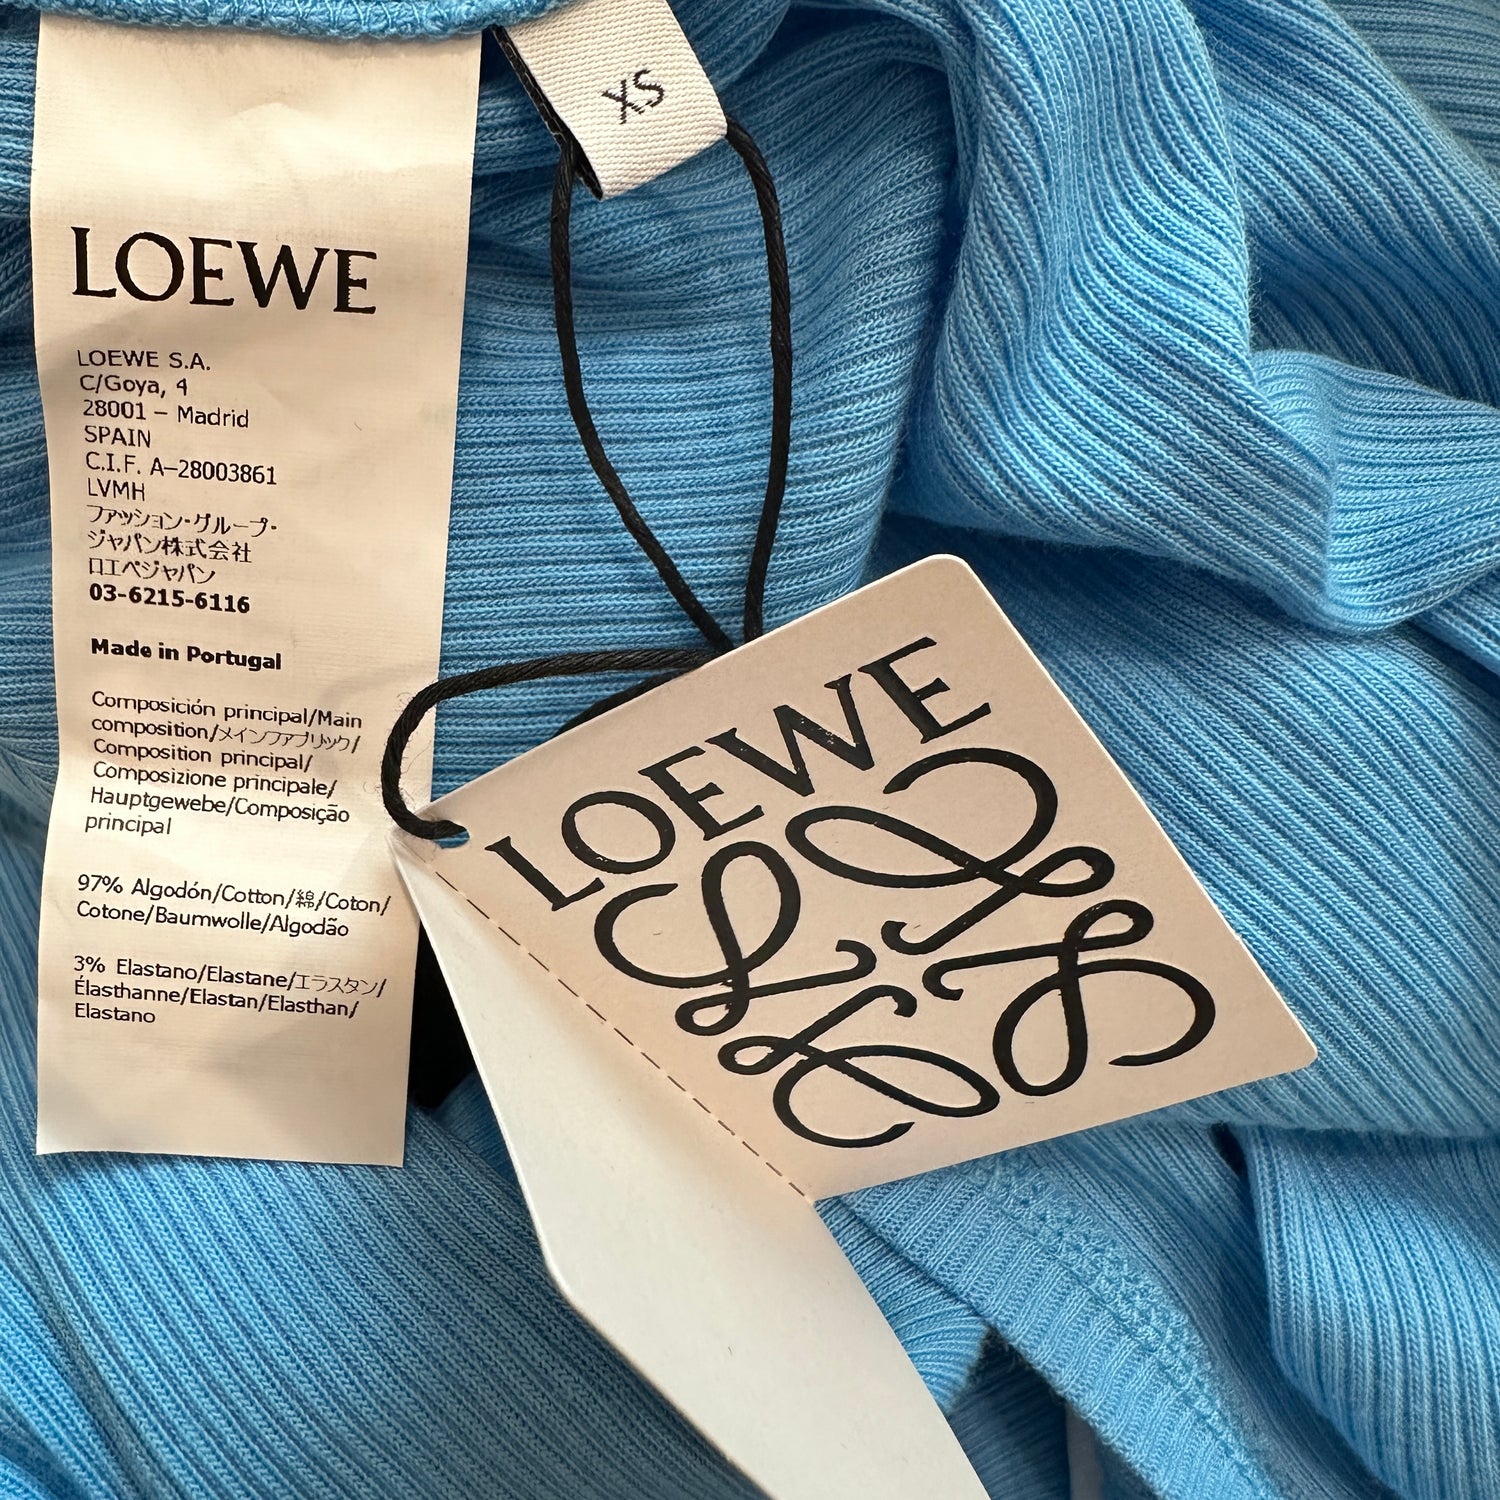 XS
LOEWE
LOEWE S.A.
C/Goya, 4
28001 – Madrid
SPAIN
C.I.F. A–28003861
LVMH
ファッション・グループ・
ジャパン株式会社
ロエベジャパン
03-6215-6116
Made in Portugal
Composición principal/Main
composition/メインファブリック/
Composition principal/
Composizione principale/
Hauptgewebe/Composição
principal
97% Algodón/Cotton/綿/Coton/
Cotone/Baumwolle/Algodão
3% Elastano/Elastane/エラスタン/
Élasthanne/Elastan/Elasthan/
Elastano
LOEWE